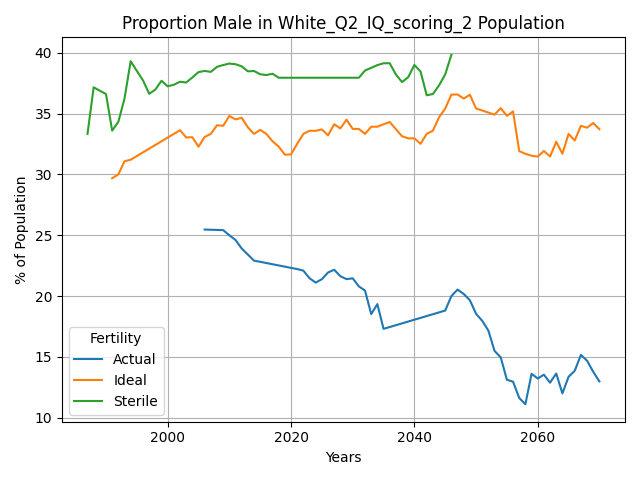 Proportion Male in White_Q2_IQ_scoring_2 Population
% of Population
40
35
30
25
20
15
10
Fertility
Actual
Ideal
Sterile
2000 2020 2040 2060
Years